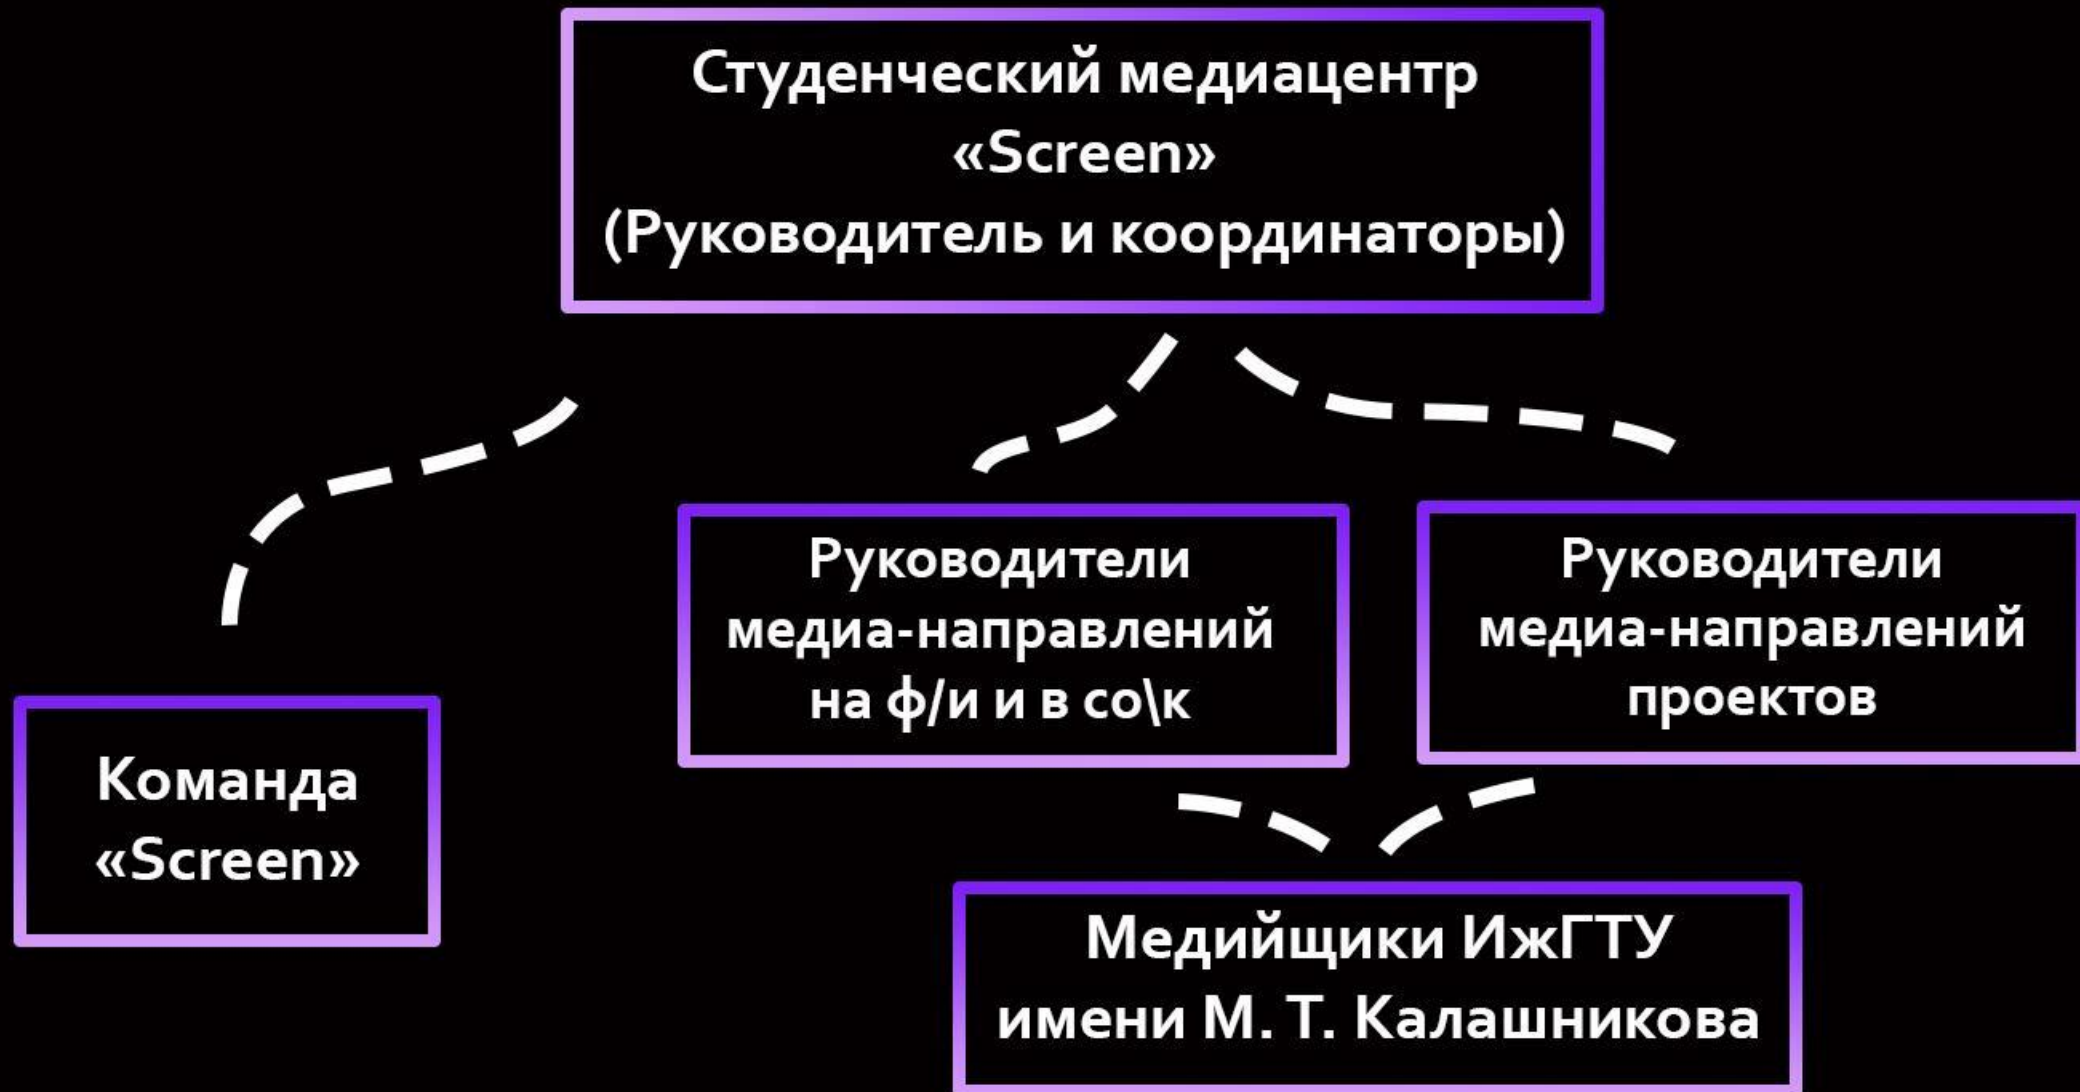 Студенческий медиацентр
«Screen»
(Руководитель и координаторы)
Руководители
медиа-направлений
на ф/и и в со\к
Руководители
медиа-направлений
проектов
Команда
«Screen»
Медийщики ИжГТУ
имени М. Т. Калашникова